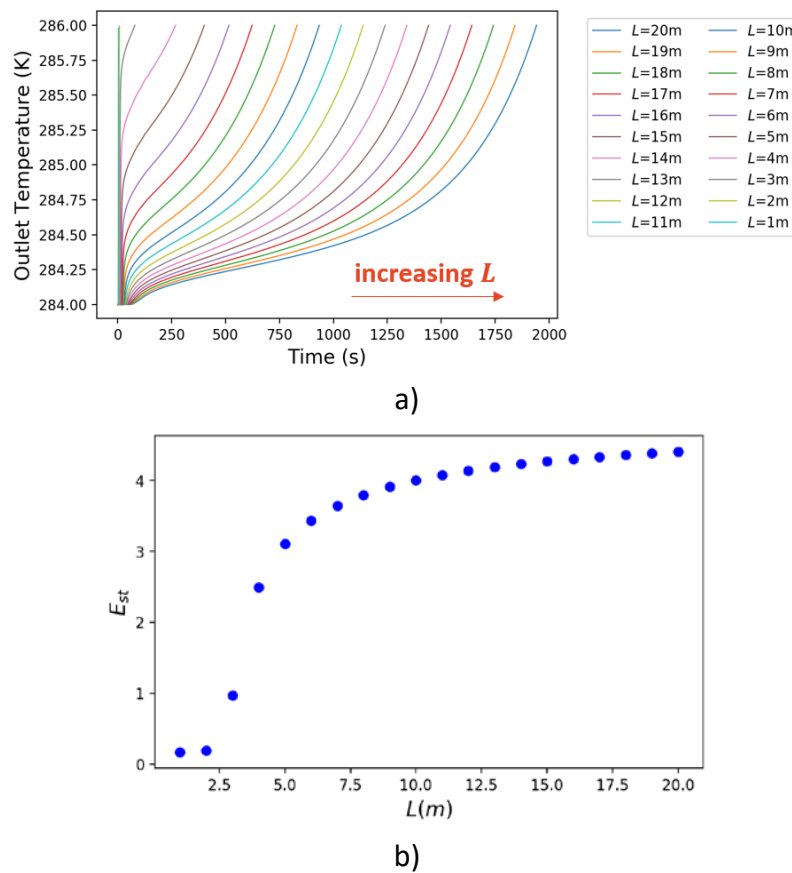 286.00
285.75
285.50
285.25
285.00
284.75
284.50
284.25
284.00
Outlet Temperature (K)
increasing L
0 250 500 750 1000 1250 1500 1750 2000
Time (s)
L=20m L=10m
L=19m L=9m
L=18m L=8m
L=17m L=7m
L=16m L=6m
L=15m L=5m
L=14m L=4m
L=13m L=3m
L=12m L=2m
L=11m L=1m
a)
4
3
2
1
0
E_st
2.5 5.0 7.5 10.0 12.5 15.0 17.5 20.0
L(m)
b)